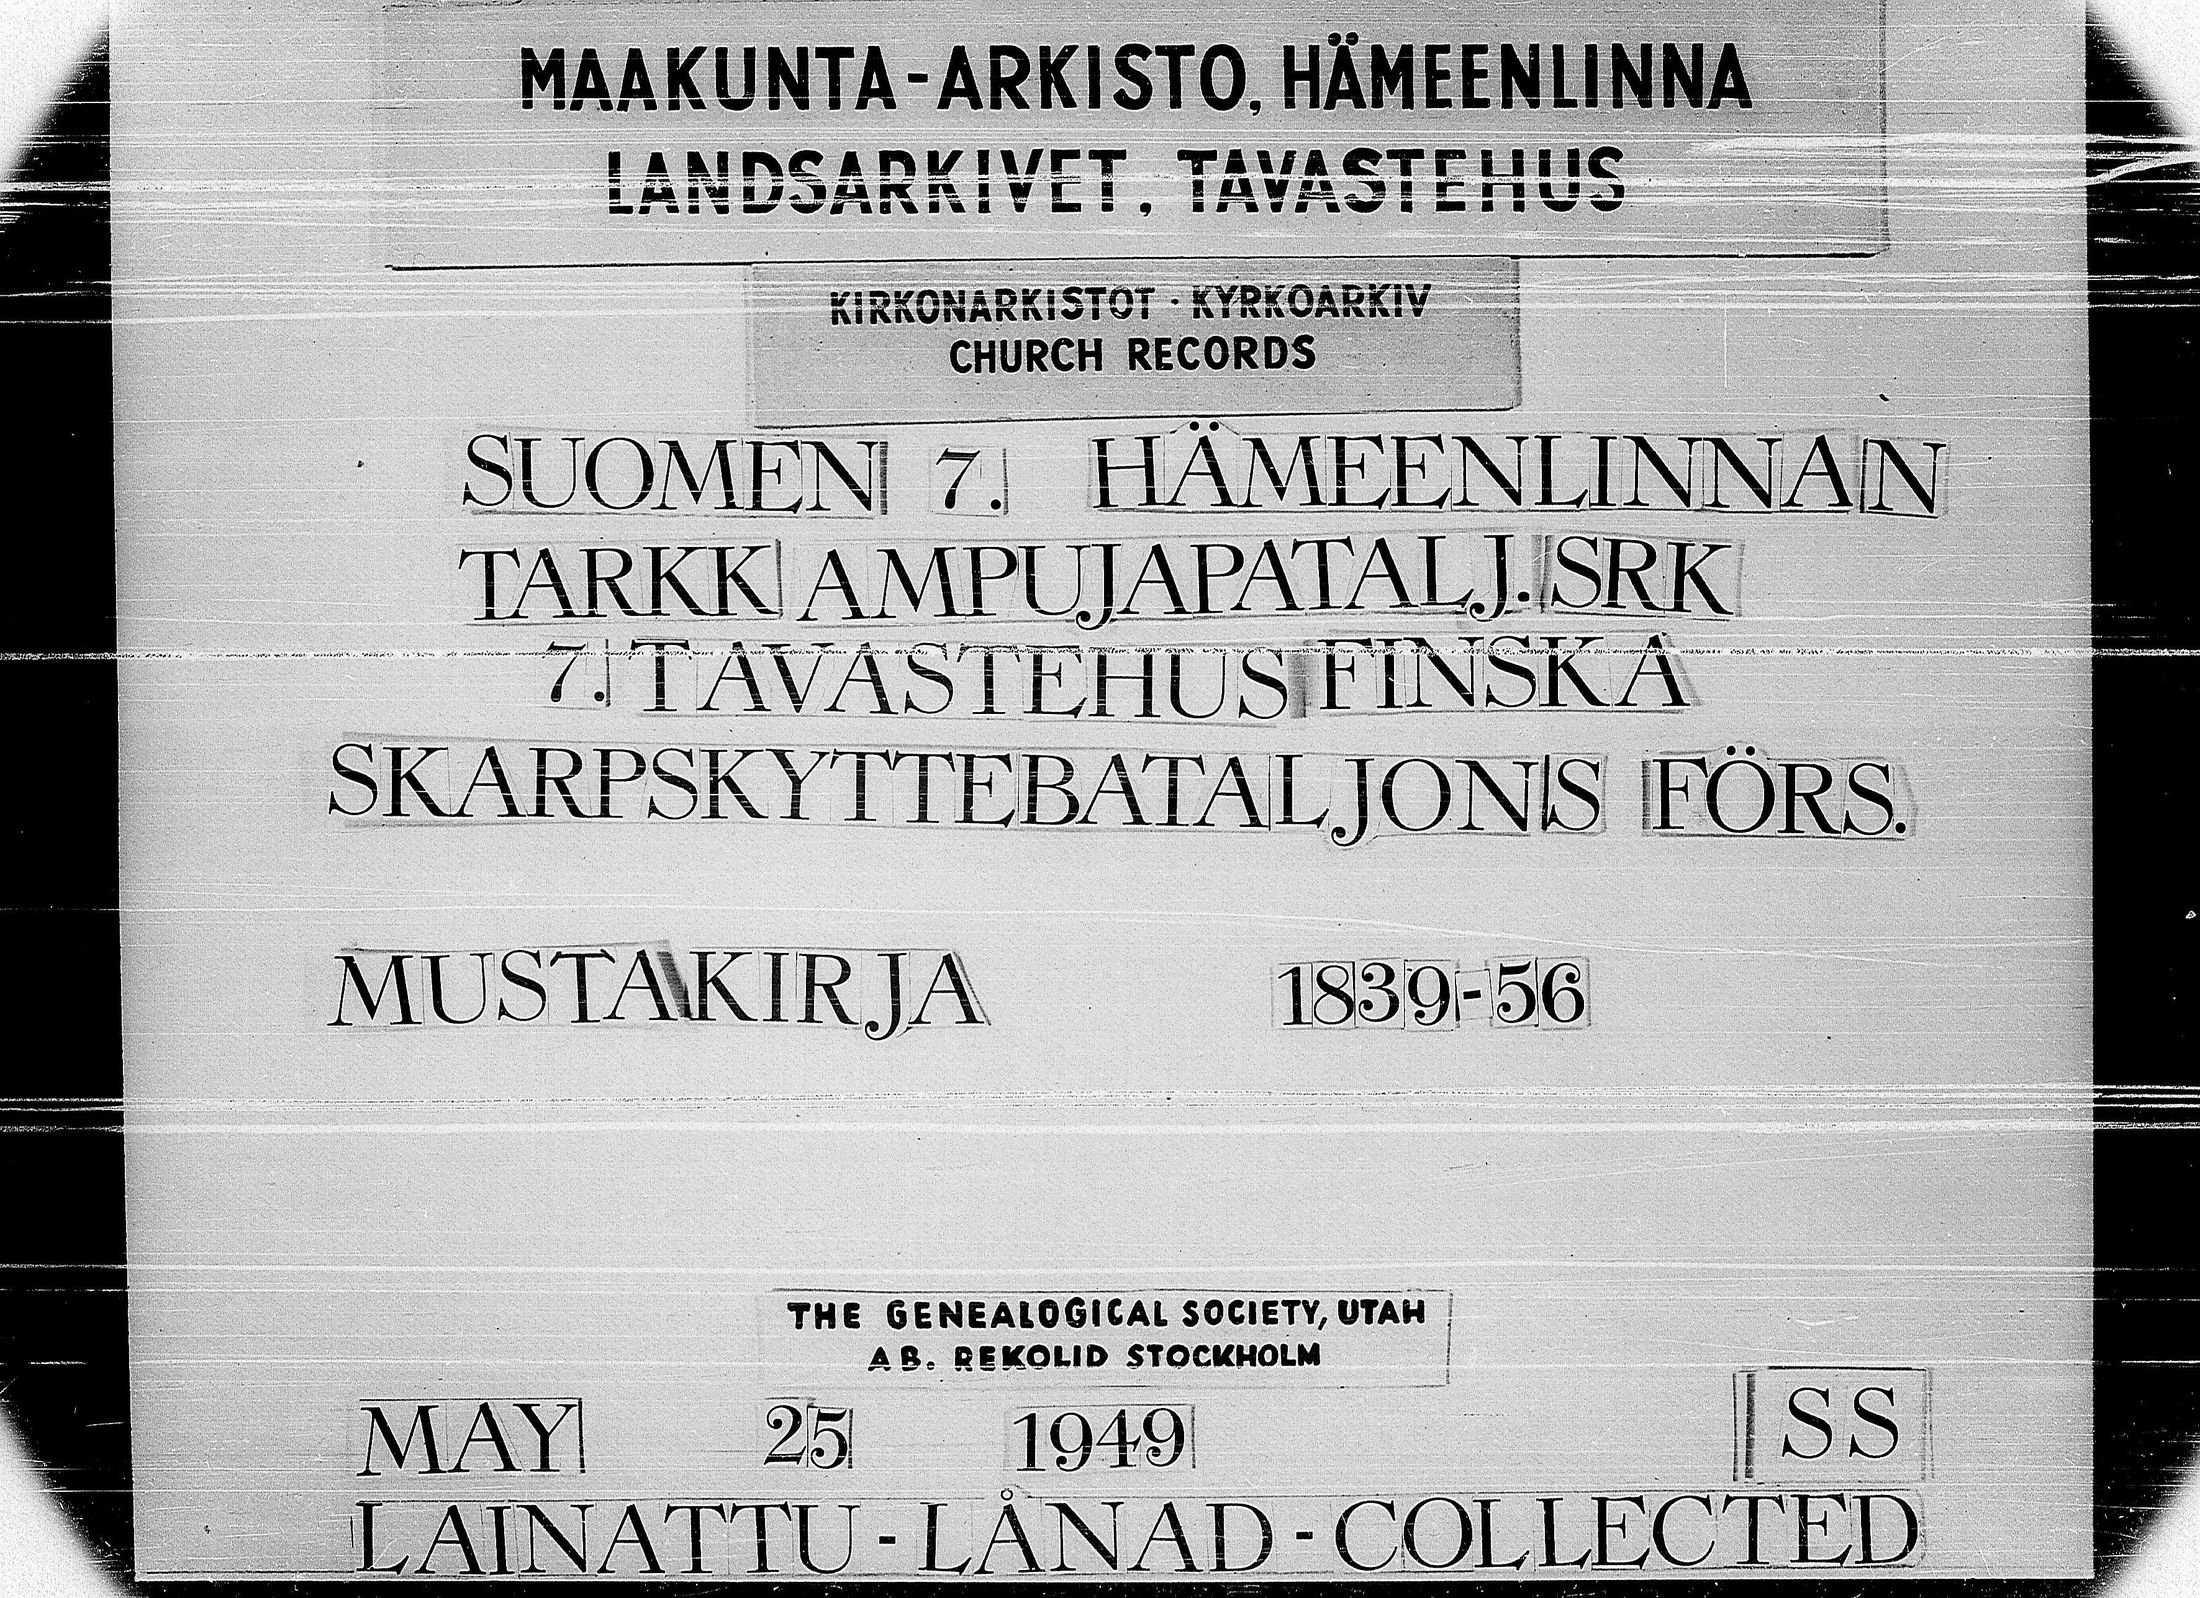 MAAKUNTA-ARKISTO, HÄMEENLINNA
LANDSARKIVET, TAVASTEHUS
KIRKONARKISTOT · KYRKOARKIV
CHURCH RECORDS
SUOMEN 7. HÄMEENLINNAN
TARKK AMPUJAPATALJ. SRK
7. TAVASTEHUS FINSKA
SKARPSKYTTEBATALJONS FÖRS.
MUSTAKIRJA 1839-56
THE GENEALOGICAL SOCIETY, UTAH
AB. REKOLID STOCKHOLM
MAY 25 1949 SS
LAINATTU - LÅNAD - COLLECTED